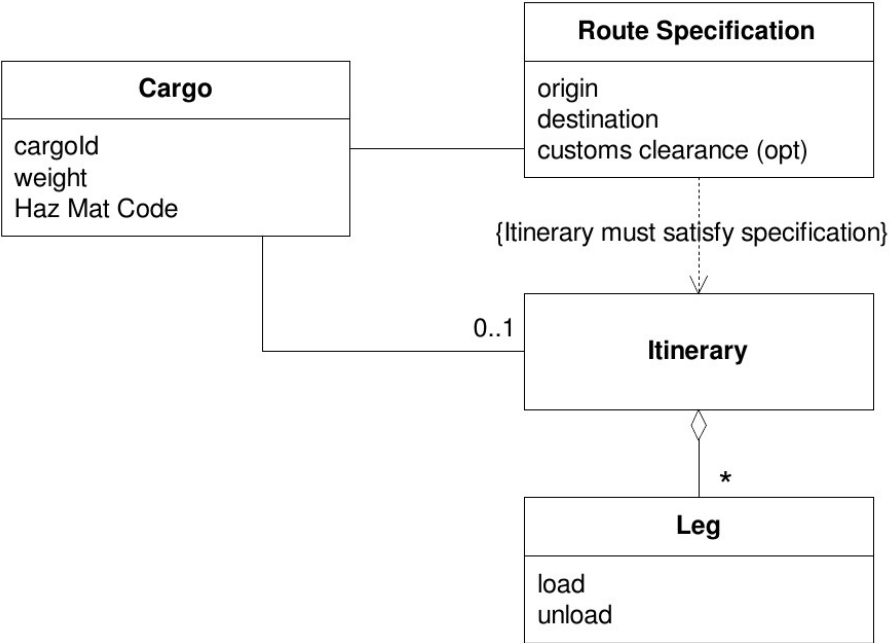 Route Specification
origin
destination
customs clearance (opt)
Cargo
cargoId
weight
Haz Mat Code
{Itinerary must satisfy specification}
0..1
Itinerary
*
Leg
load
unload